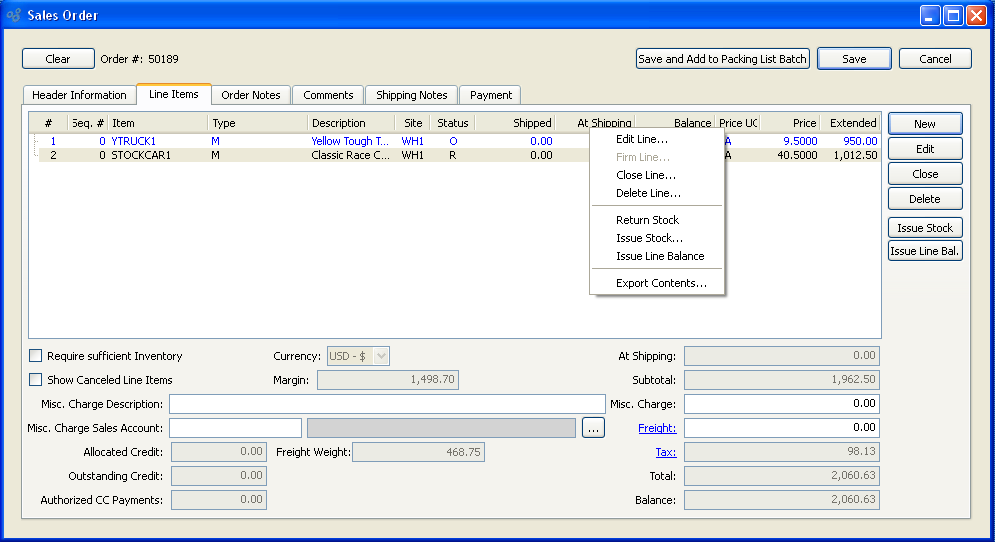 Sales Order
Clear Order #: 50189 Save and Add to Packing List Batch Save Cancel
Header Information Line Items Order Notes Comments Shipping Notes Payment
# Seq. # Item Type Description Site Status Shipped At Shipping Balance Price UC Price Extended
1 0 YTRUCK1 M Yellow Tough T... WH1 O 0.00 A 9.5000 950.00
2 0 STOCKCAR1 M Classic Race C... WH1 R 0.00 A 40.5000 1,012.50
Edit Line...
Firm Line...
Close Line...
Delete Line...
Return Stock
Issue Stock...
Issue Line Balance
Export Contents...
New
Edit
Close
Delete
Issue Stock
Issue Line Bal.
Require sufficient Inventory Currency: USD - $ At Shipping: 0.00
Show Canceled Line Items Margin: 1,498.70 Subtotal: 1,962.50
Misc. Charge Description: Misc. Charge: 0.00
Misc. Charge Sales Account: ... Freight: 0.00
Allocated Credit: 0.00 Freight Weight: 468.75 Tax: 98.13
Outstanding Credit: 0.00 Total: 2,060.63
Authorized CC Payments: 0.00 Balance: 2,060.63